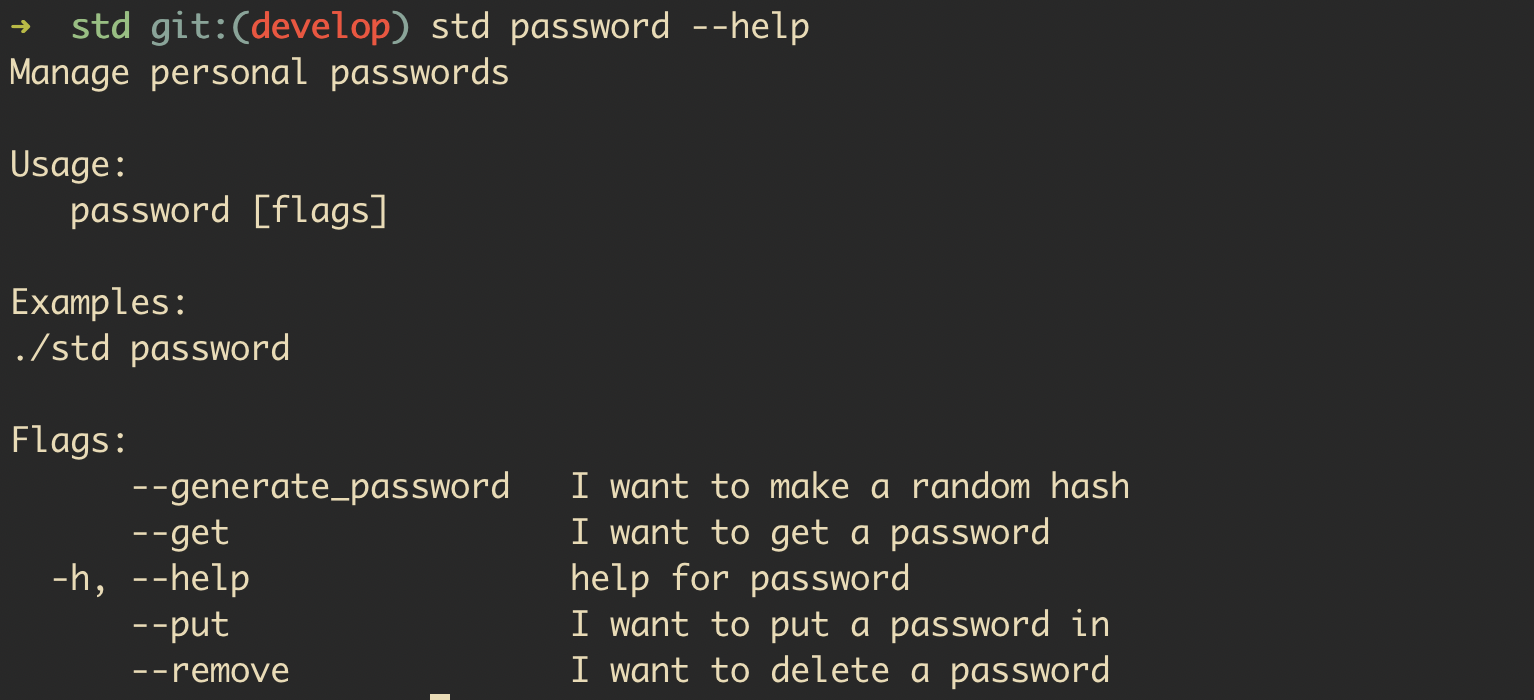 ➜  std git:(develop) std password --help
Manage personal passwords

Usage:
   password [flags]

Examples:
./std password

Flags:
      --generate_password   I want to make a random hash
      --get                 I want to get a password
  -h, --help                help for password
      --put                 I want to put a password in
      --remove              I want to delete a password